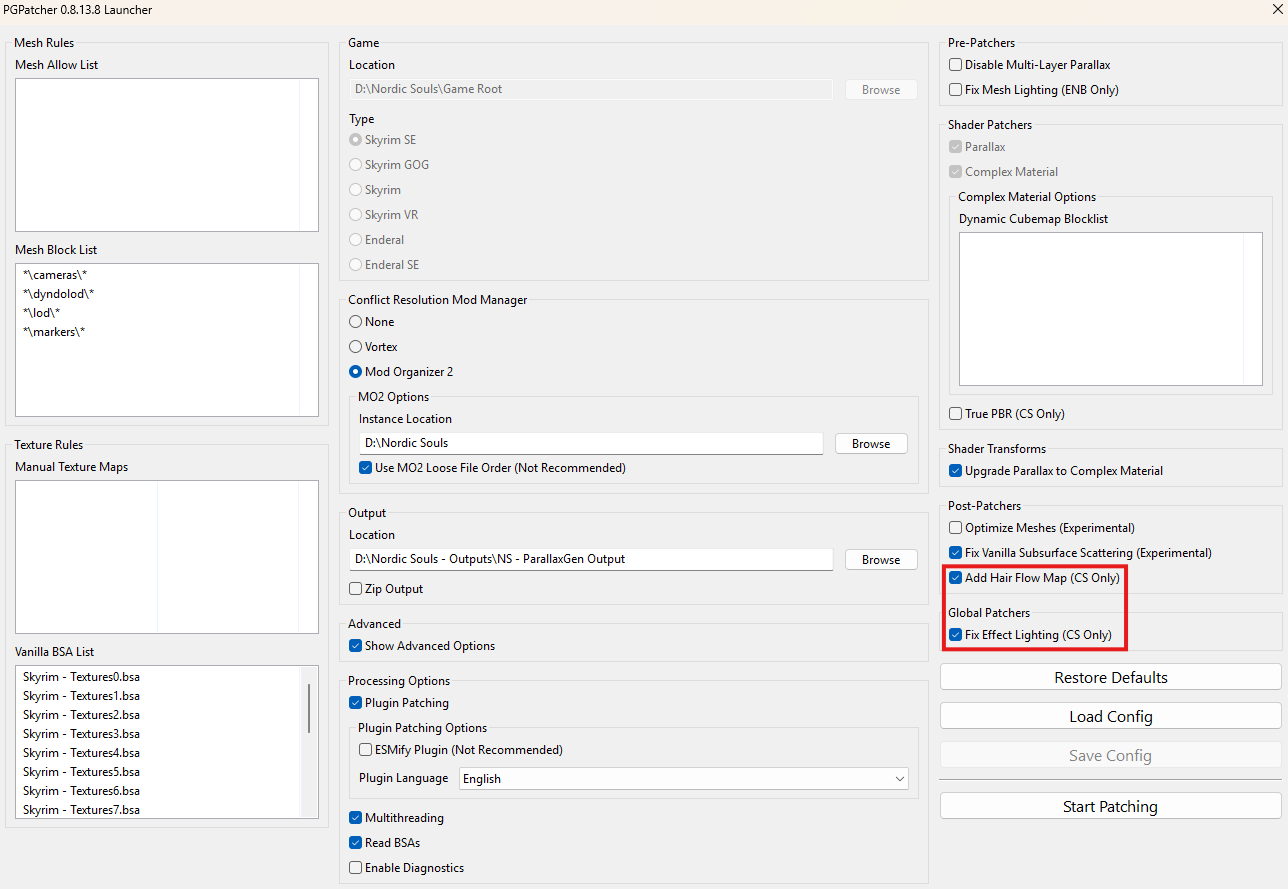 PGPatcher 0.8.13.8 Launcher
Mesh Rules
Mesh Allow List
Mesh Block List
*\cameras\*
*\dyndolod\*
*\lod\*
*\markers\*
Texture Rules
Manual Texture Maps
Vanilla BSA List
Skyrim - Textures0.bsa
Skyrim - Textures1.bsa
Skyrim - Textures2.bsa
Skyrim - Textures3.bsa
Skyrim - Textures4.bsa
Skyrim - Textures5.bsa
Skyrim - Textures6.bsa
Skyrim - Textures7.bsa
Game
Location
D:\Nordic Souls\Game Root
Browse
Type
Skyrim SE
Skyrim GOG
Skyrim
Skyrim VR
Enderal
Enderal SE
Conflict Resolution Mod Manager
None
Vortex
Mod Organizer 2
MO2 Options
Instance Location
D:\Nordic Souls
Browse
Use MO2 Loose File Order (Not Recommended)
Output
Location
D:\Nordic Souls - Outputs\NS - ParallaxGen Output
Browse
Zip Output
Advanced
Show Advanced Options
Processing Options
Plugin Patching
Plugin Patching Options
ESMify Plugin (Not Recommended)
Plugin Language
English
Multithreading
Read BSAs
Enable Diagnostics
Pre-Patchers
Disable Multi-Layer Parallax
Fix Mesh Lighting (ENB Only)
Shader Patchers
Parallax
Complex Material
Complex Material Options
Dynamic Cubemap Blocklist
True PBR (CS Only)
Shader Transforms
Upgrade Parallax to Complex Material
Post-Patchers
Optimize Meshes (Experimental)
Fix Vanilla Subsurface Scattering (Experimental)
Add Hair Flow Map (CS Only)
Global Patchers
Fix Effect Lighting (CS Only)
Restore Defaults
Load Config
Save Config
Start Patching